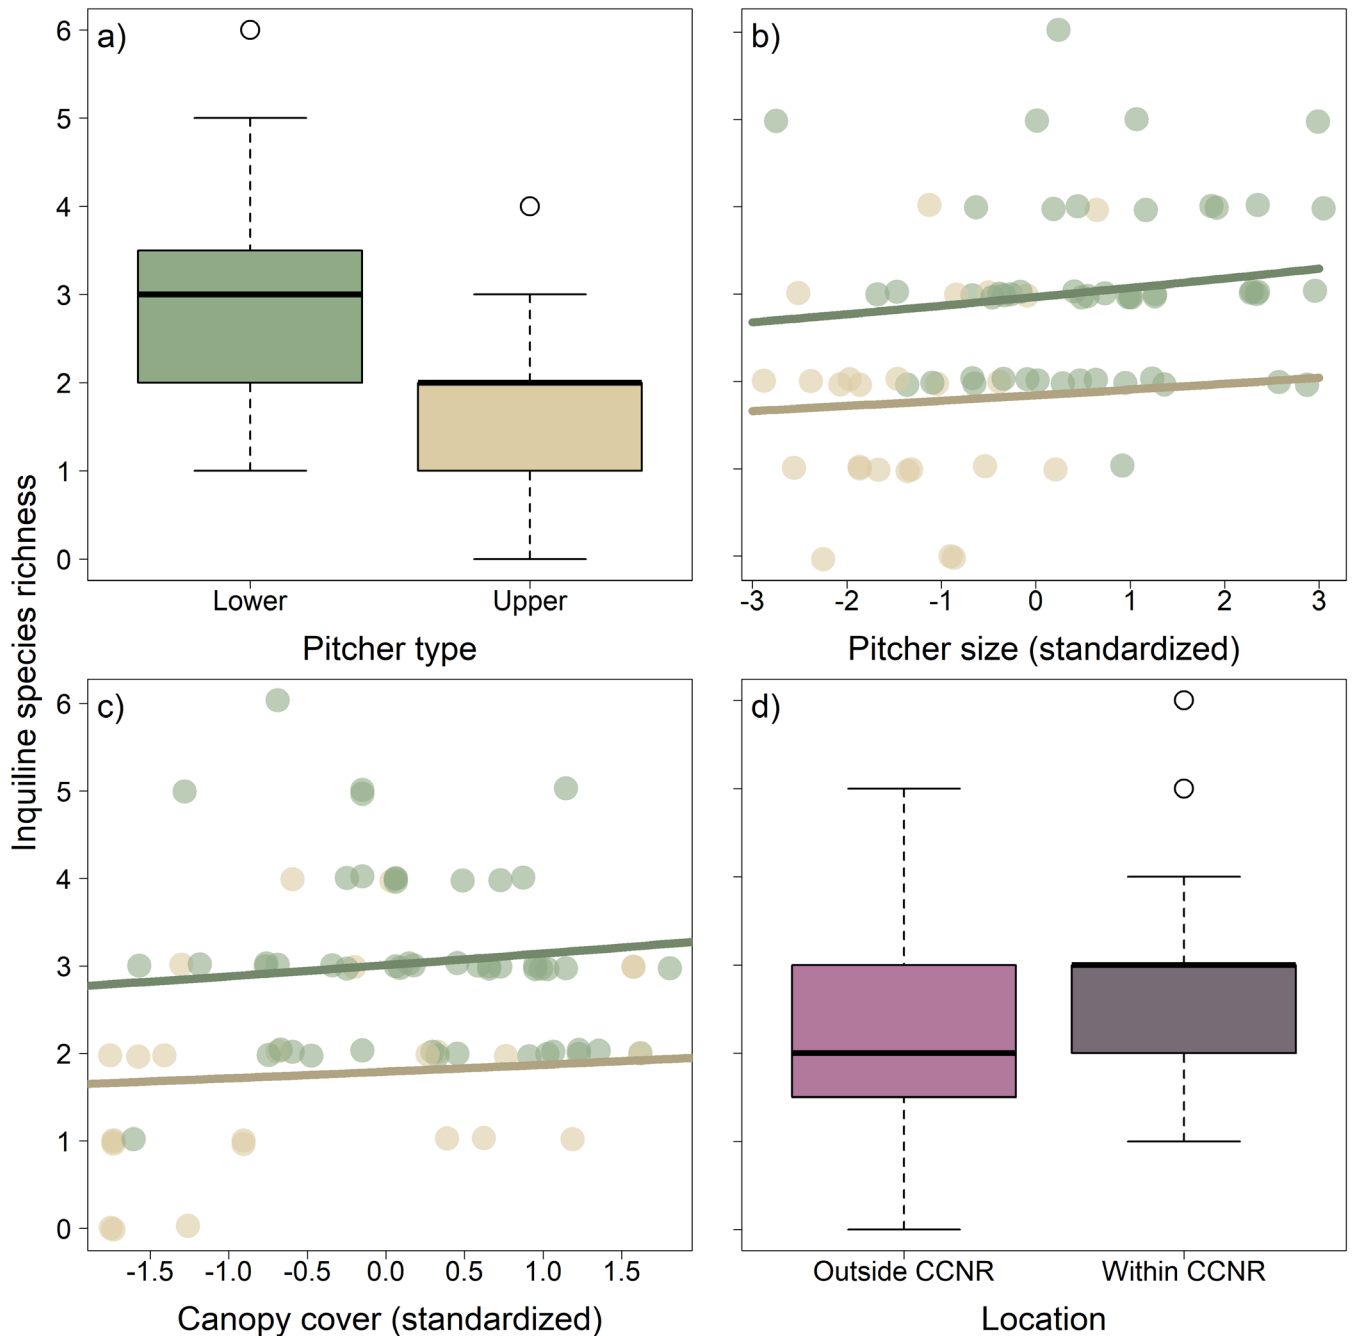 Inquiline species richness
a)
6
5
4
3
2
1
0
Lower Upper
Pitcher type
b)
-3 -2 -1 0 1 2 3
Pitcher size (standardized)
c)
6
5
4
3
2
1
0
-1.5 -1.0 -0.5 0.0 0.5 1.0 1.5
Canopy cover (standardized)
d)
Outside CCNR Within CCNR
Location